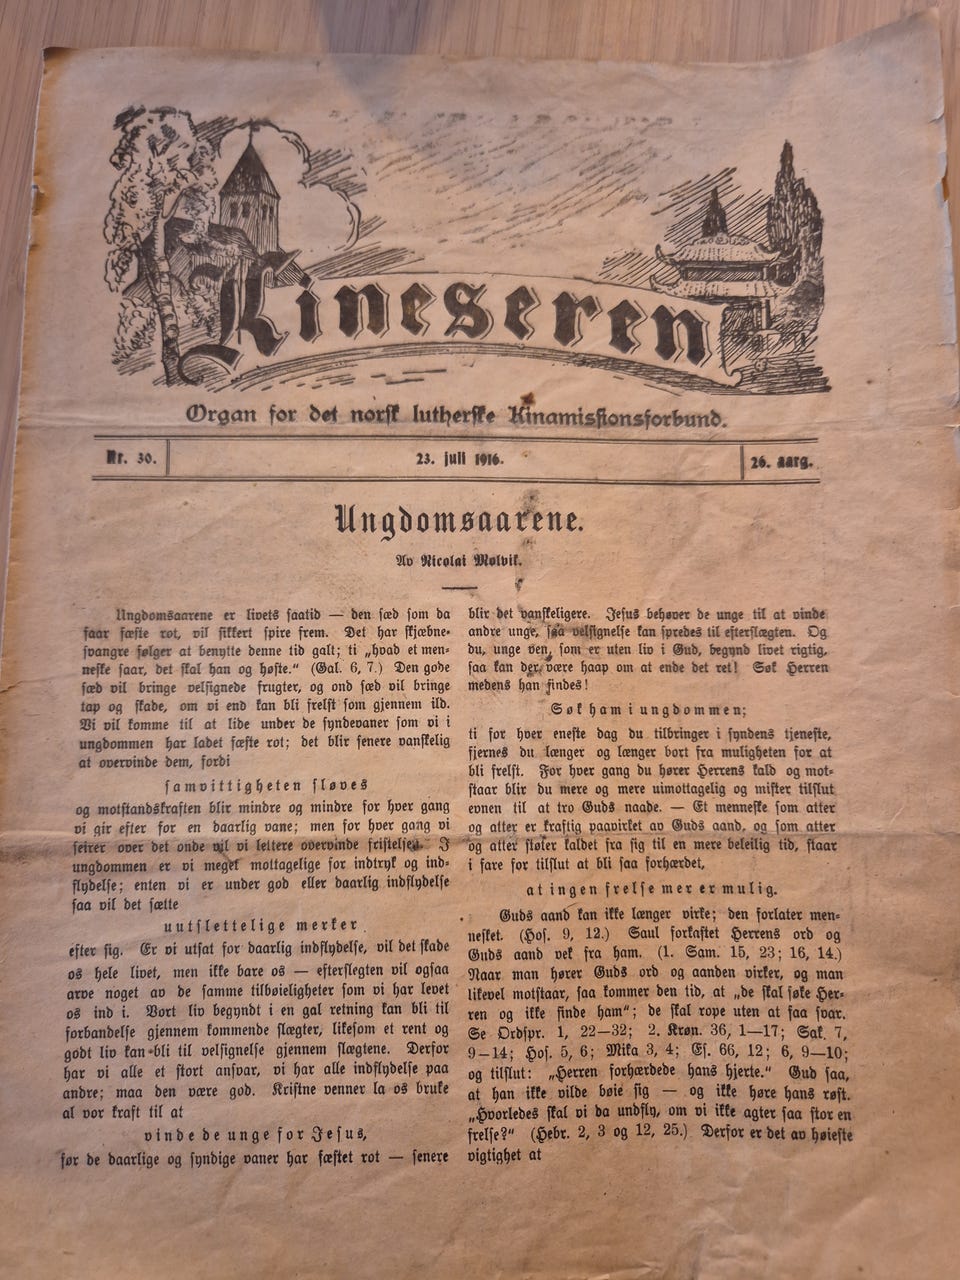 Kineseren
Organ for det norsk lutherske Kinamissionsforbund.
Nr. 30.
23. juli 1916.
26. aarg.
Ungdomsaarene.
Av Nicolai Mølvik.
Ungdomsaarene er livets saatid — den sæd som da
faar fæste rot, vil sikkert spire frem. Det har skjæbne-
svangre følger at benytte denne tid galt; ti „hvad et men-
neske saar, det skal han og høste.“ (Gal. 6, 7.) Den gode
sæd vil bringe velsignede frugter, og ond sæd vil bringe
tap og skade, om vi end kan bli frelst som gjennem ild.
Vi vil komme til at lide under de syndevaner som vi i
ungdommen har ladet fæste rot; det blir senere vanskelig
at overvinde dem, fordi
samvittigheten sløves
og motstandskraften blir mindre og mindre for hver gang
vi gir efter for en daarlig vane; men for hver gang vi
seirer over det onde vil vi lettere overvinde fristelsen. I
ungdommen er vi meget mottagelige for indtryk og ind-
flydelse; enten vi er under god eller daarlig indflydelse
saa vil det sætte
uutslettelige merker
efter sig. Er vi utsat for daarlig indflydelse, vil det skade
os hele livet, men ikke bare os — efterslegten vil ogsaa
arve noget av de samme tilbøieligheter som vi har levet
os ind i. Vort liv begyndt i en gal retning kan bli til
forbandelse gjennem kommende slægter, likesom et rent og
godt liv kan bli til velsignelse gjennem slægtene. Derfor
har vi alle et stort ansvar, vi har alle indflydelse paa
andre; maa den være god. Kristne venner la os bruke
al vor kraft til at
vinde de unge for Jesus,
før de daarlige og syndige vaner har fæstet rot — senere
blir det vanskeligere. Jesus behøver de unge til at vinde
andre unge, saa velsignelse kan spredes til efterslægten. Og
du, unge ven, som er uten liv i Gud, begynd livet rigtig,
saa kan der være haap om at ende det ret! Søk Herren
medens han findes!
Søk ham i ungdommen;
ti for hver eneste dag du tilbringer i syndens tjeneste,
fjernes du længer og længer bort fra muligheten for at
bli frelst. For hver gang du hører Herrens kald og mot-
staar blir du mere og mere uimottagelig og mister tilslut
evnen til at tro Guds naade. — Et menneske som atter
og atter er kraftig paavirket av Guds aand, og som atter
og atter støter kaldet fra sig til en mere beleilig tid, staar
i fare for tilslut at bli saa forhærdet,
at ingen frelse mer er mulig.
Guds aand kan ikke længer virke; den forlater men-
nesket. (Hos. 9, 12.) Saul forkastet Herrens ord og
Guds aand vek fra ham. (1. Sam. 15, 23; 16, 14.)
Naar man hører Guds ord og aanden virker, og man
likevel motstaar, saa kommer den tid, at „de skal søke Her-
ren og ikke finde ham“; de skal rope uten at faa svar.
Se Ordspr. 1, 22—32; 2. Krøn. 36, 1—17; Sak. 7,
9—14; Hos. 5, 6; Mika 3, 4; Es. 66, 12; 6, 9—10;
og tilslut: „Herren forhærdede hans hjerte.“ Gud saa,
at han ikke vilde bøie sig — og ikke høre hans røst.
„Hvorledes skal vi da undfly, om vi ikke agter saa stor en
frelse?“ (Hebr. 2, 3 og 12, 25.) Derfor er det av høieste
vigtighet at